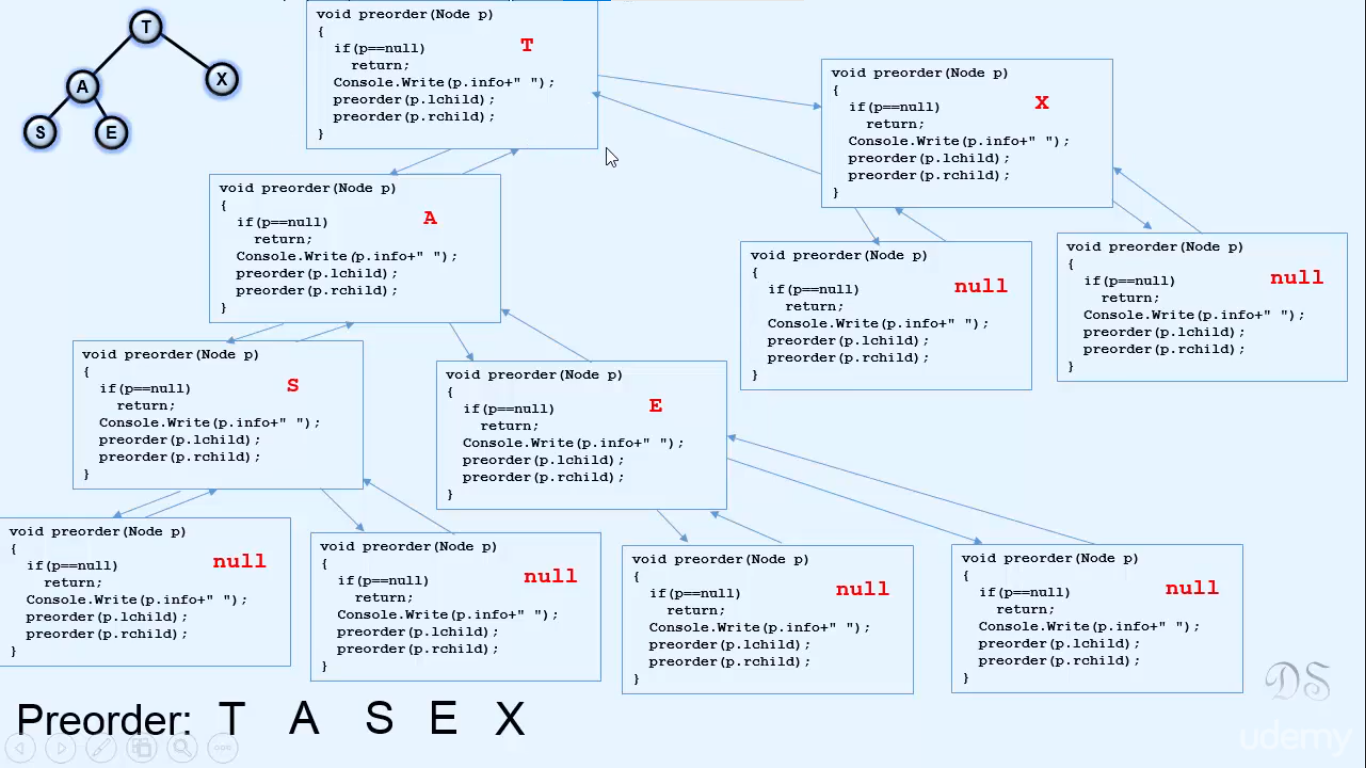 T
A
X
S
E
void preorder(Node p)
{
if(p==null)
return;
Console.Write(p.info+" ");
preorder(p.lchild);
preorder(p.rchild);
}
T
void preorder(Node p)
{
if(p==null)
return;
Console.Write(p.info+" ");
preorder(p.lchild);
preorder(p.rchild);
}
X
void preorder(Node p)
{
if(p==null)
return;
Console.Write(p.info+" ");
preorder(p.lchild);
preorder(p.rchild);
}
A
void preorder(Node p)
{
if(p==null)
return;
Console.Write(p.info+" ");
preorder(p.lchild);
preorder(p.rchild);
}
null
void preorder(Node p)
{
if(p==null)
return;
Console.Write(p.info+" ");
preorder(p.lchild);
preorder(p.rchild);
}
null
void preorder(Node p)
{
if(p==null)
return;
Console.Write(p.info+" ");
preorder(p.lchild);
preorder(p.rchild);
}
S
void preorder(Node p)
{
if(p==null)
return;
Console.Write(p.info+" ");
preorder(p.lchild);
preorder(p.rchild);
}
E
void preorder(Node p)
{
if(p==null)
return;
Console.Write(p.info+" ");
preorder(p.lchild);
preorder(p.rchild);
}
null
void preorder(Node p)
{
if(p==null)
return;
Console.Write(p.info+" ");
preorder(p.lchild);
preorder(p.rchild);
}
null
void preorder(Node p)
{
if(p==null)
return;
Console.Write(p.info+" ");
preorder(p.lchild);
preorder(p.rchild);
}
null
void preorder(Node p)
{
if(p==null)
return;
Console.Write(p.info+" ");
preorder(p.lchild);
preorder(p.rchild);
}
null
Preorder: T A S E X
DS
udemy